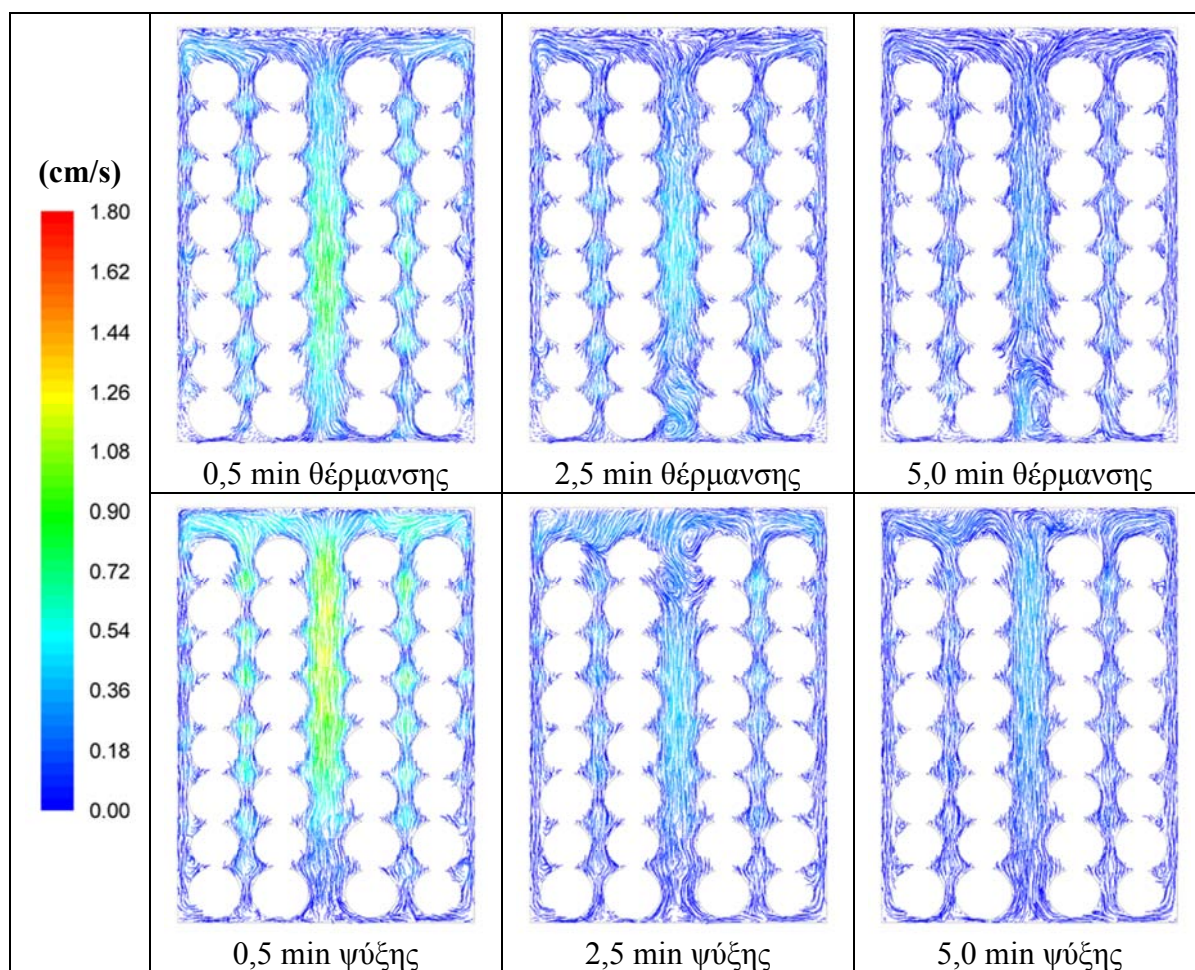 (cm/s)
1.80
1.62
1.44
1.26
1.08
0.90
0.72
0.54
0.36
0.18
0.00
0,5 min θέρμανσης
2,5 min θέρμανσης
5,0 min θέρμανσης
0,5 min ψύξης
2,5 min ψύξης
5,0 min ψύξης